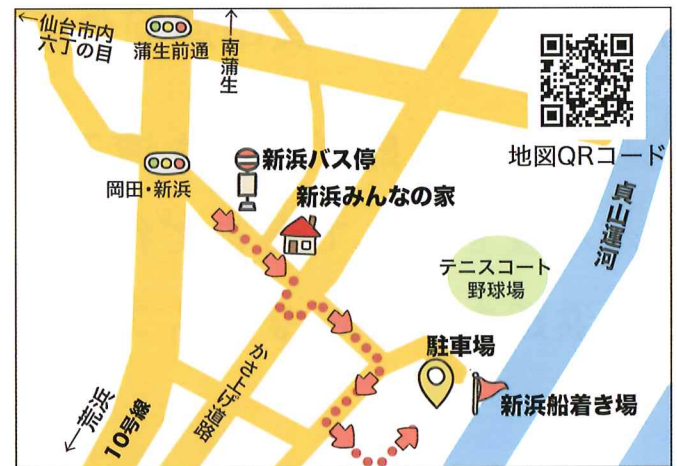 ←仙台市内
六丁の目
蒲生前通
←南蒲生
地図QRコード
岡田・新浜
新浜バス停
新浜みんなの家
貞山運河
テニスコート
野球場
駐車場
新浜船着き場
かさ上げ道路
10号線
←荒浜